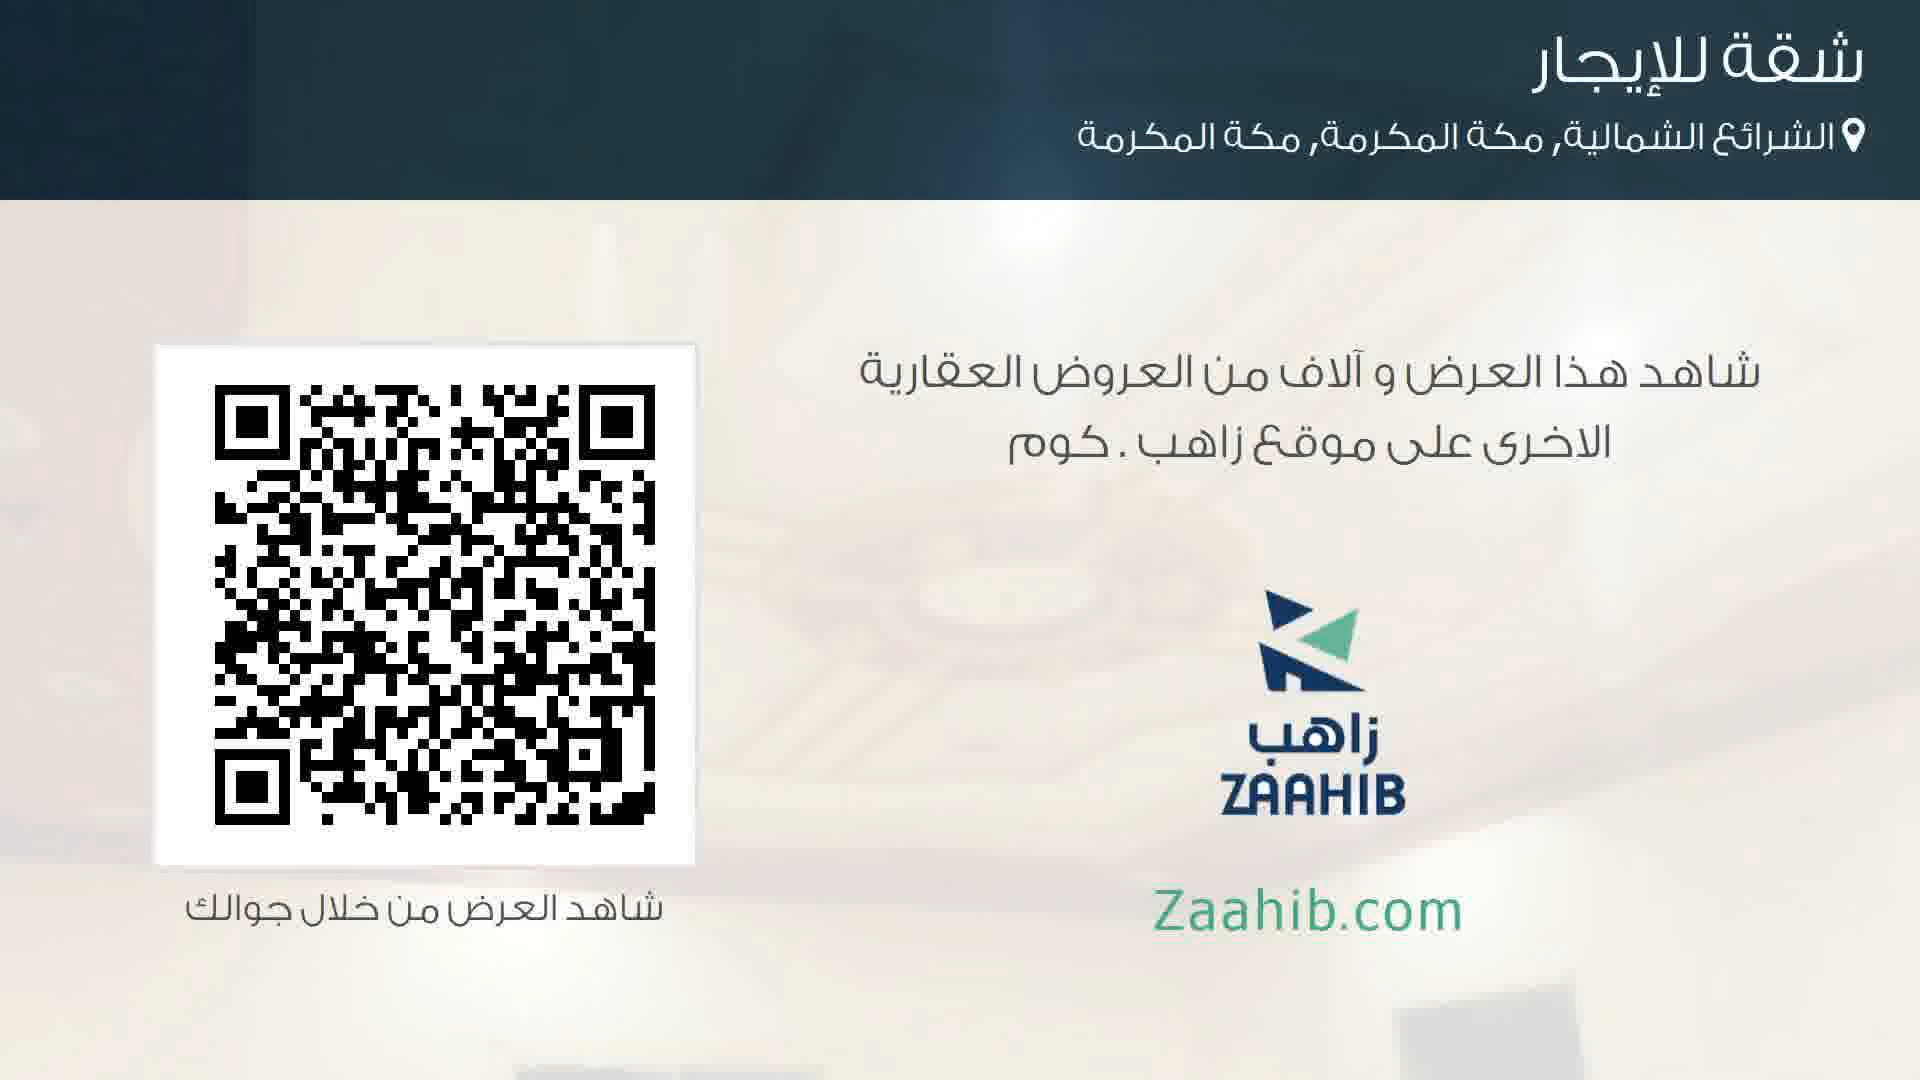 شقة للإيجار
الشرائع الشمالية, مكة المكرمة, مكة المكرمة
شاهد هذا العرض و آلاف من العروض العقارية
الاخرى على موقع زاهب . كوم
زاهب
ZAAHIB
Zaahib.com
شاهد العرض من خلال جوالك